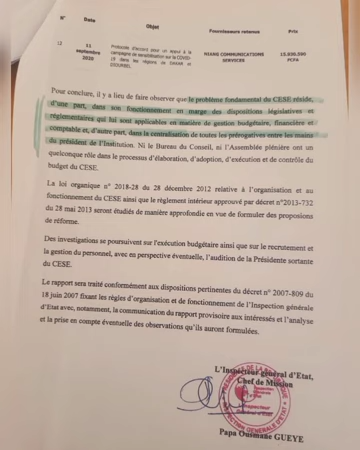 N° Date Objet Fournisseurs retenus Prix
12 11 septembre 2020 Protocole d'accord pour un appui à la campagne de sensibilisation sur la COVID 19 dans les régions de DAKAR et DIOURBEL NIANG COMMUNICATIONS SERVICES 15.930.590 FCFA
Pour conclure, il y a lieu de faire observer que le problème fondamental du CESE réside,
d'une part, dans son fonctionnement en marge des dispositions législatives et
réglementaires qui lui sont applicables en matière de gestion budgétaire, financière et
comptable et, d'autre part, dans la centralisation de toutes les prérogatives entre les mains
du président de l'Institution. Ni le Bureau du Conseil, ni l'Assemblée plénière ont un
quelconque rôle dans le processus d'élaboration, d'adoption, d'exécution et de contrôle du
budget du CESE.
La loi organique n° 2018-28 du 28 décembre 2012 relative à l'organisation et au
fonctionnement du CESE ainsi que le règlement intérieur approuvé par décret n°2013-732
du 28 mai 2013 seront étudiés de manière approfondie en vue de formuler des propositions
de réforme.
Des investigations se poursuivent sur l'exécution budgétaire ainsi que sur le recrutement et
la gestion du personnel, avec en perspective éventuelle, l'audition de la Présidente sortante
du CESE.
Le rapport sera traité conformément aux dispositions pertinentes du décret n° 2007-809 du
18 juin 2007 fixant les règles d'organisation et de fonctionnement de l'Inspection générale
d'Etat avec, notamment, la communication du rapport provisoire aux intéressés et l'analyse
et la prise en compte éventuelle des observations qu'ils auront formulées.
L'Inspecteur général d'Etat,
Chef de Mission
Papa Ousmane GUEYE